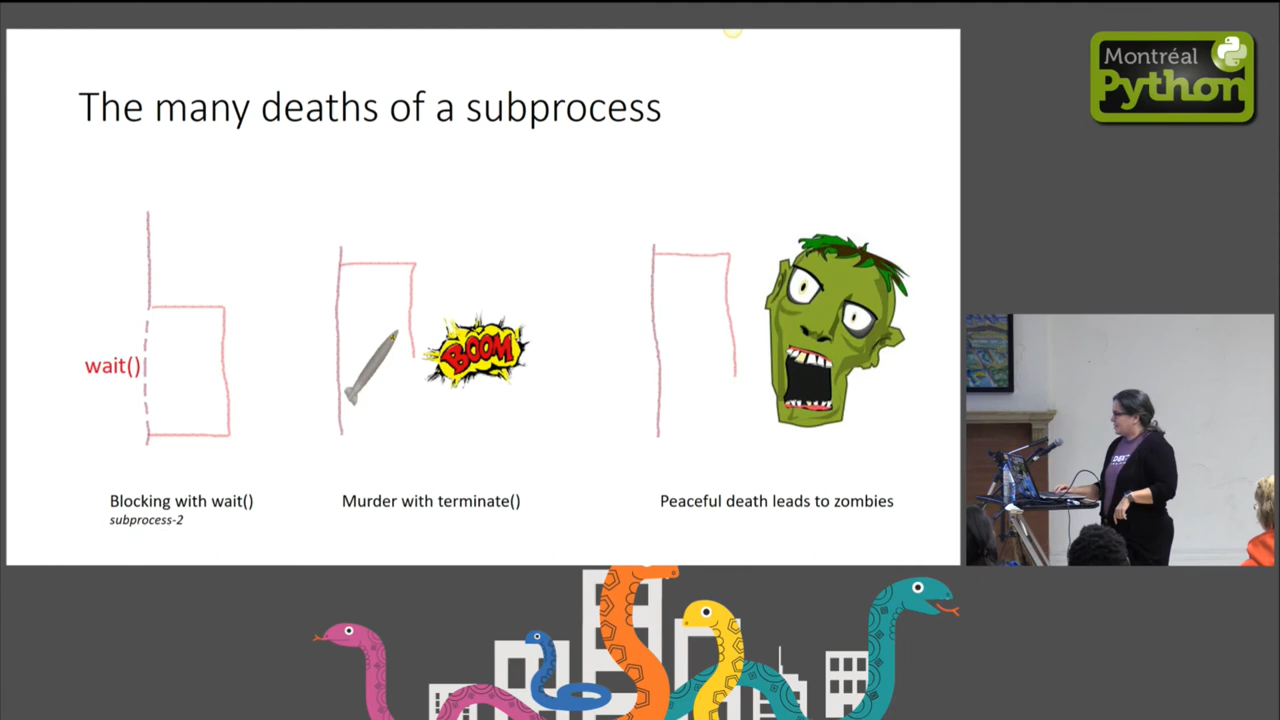 The many deaths of a subprocess
wait()
BOOM
Blocking with wait()
subprocess-2
Murder with terminate()
Peaceful death leads to zombies
Montréal
Python